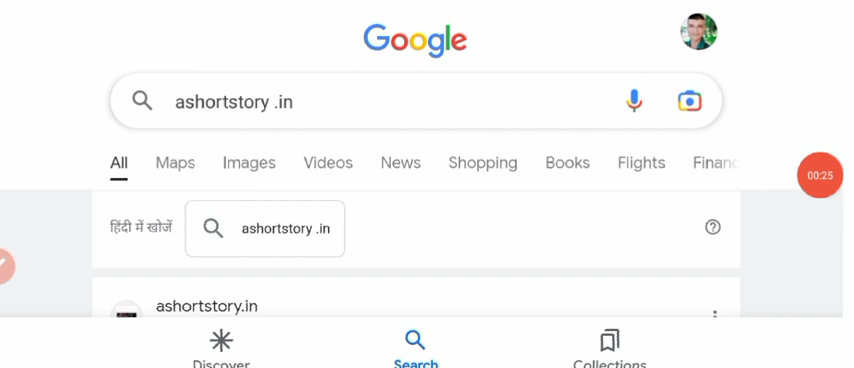 Google
ashortstory .in
All Maps Images Videos News Shopping Books Flights Financ
00:25
हिंदी में खोजें ashortstory .in
ashortstory.in
Discover Search Collections